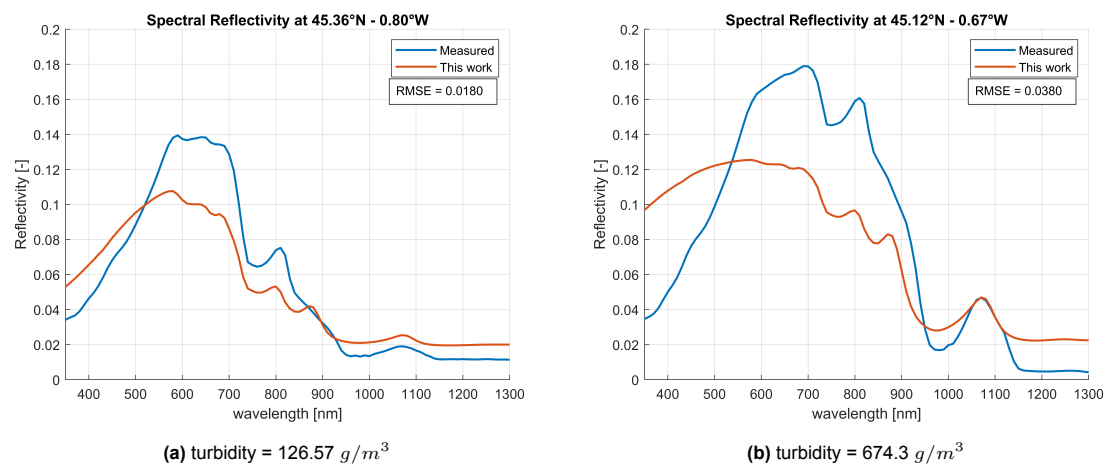 Spectral Reflectivity at 45.36°N - 0.80°W
0.2
0.18
0.16
0.14
0.12
0.1
0.08
0.06
0.04
0.02
0
Reflectivity [-]
Measured
This work
RMSE = 0.0180
400 500 600 700 800 900 1000 1100 1200 1300
wavelength [nm]
(a) turbidity = 126.57 g/m³
Spectral Reflectivity at 45.12°N - 0.67°W
0.2
0.18
0.16
0.14
0.12
0.1
0.08
0.06
0.04
0.02
0
Reflectivity [-]
Measured
This work
RMSE = 0.0380
400 500 600 700 800 900 1000 1100 1200 1300
wavelength [nm]
(b) turbidity = 674.3 g/m³